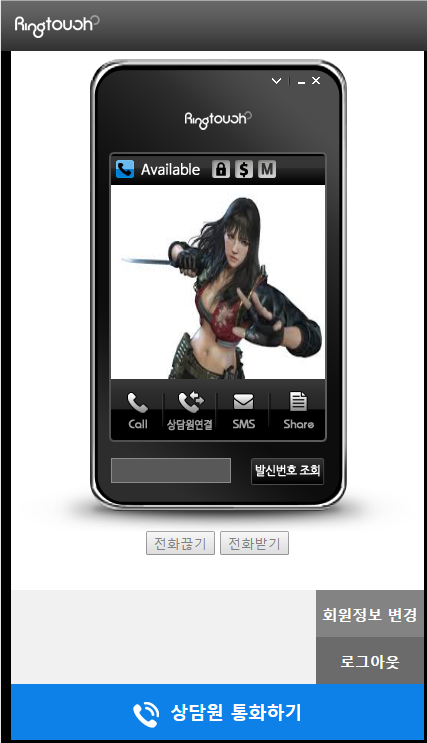 Ringtouch
Ringtouch
Available $ M
Call 상담원연결 SMS Share
발신번호 조회
전화끊기 전화받기
회원정보 변경
로그아웃
상담원 통화하기